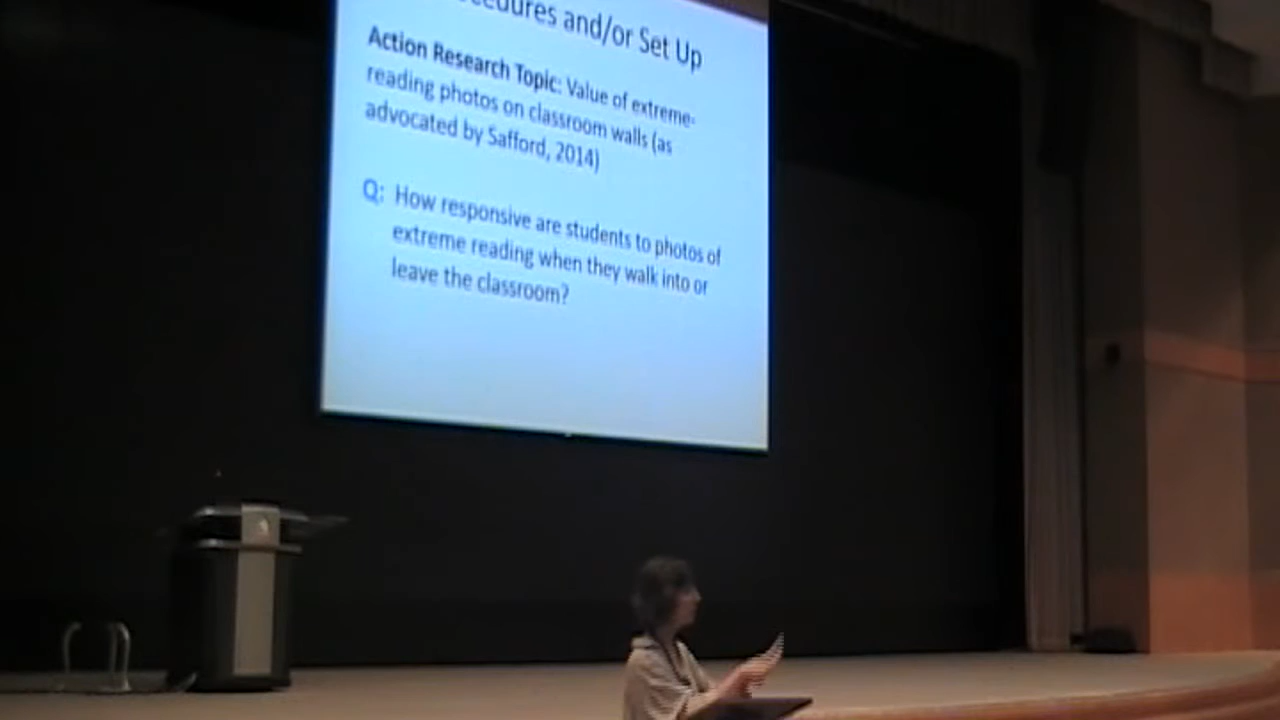 cedures and/or Set Up
Action Research Topic: Value of extreme-
reading photos on classroom walls (as
advocated by Safford, 2014)
Q: How responsive are students to photos of
extreme reading when they walk into or
leave the classroom?